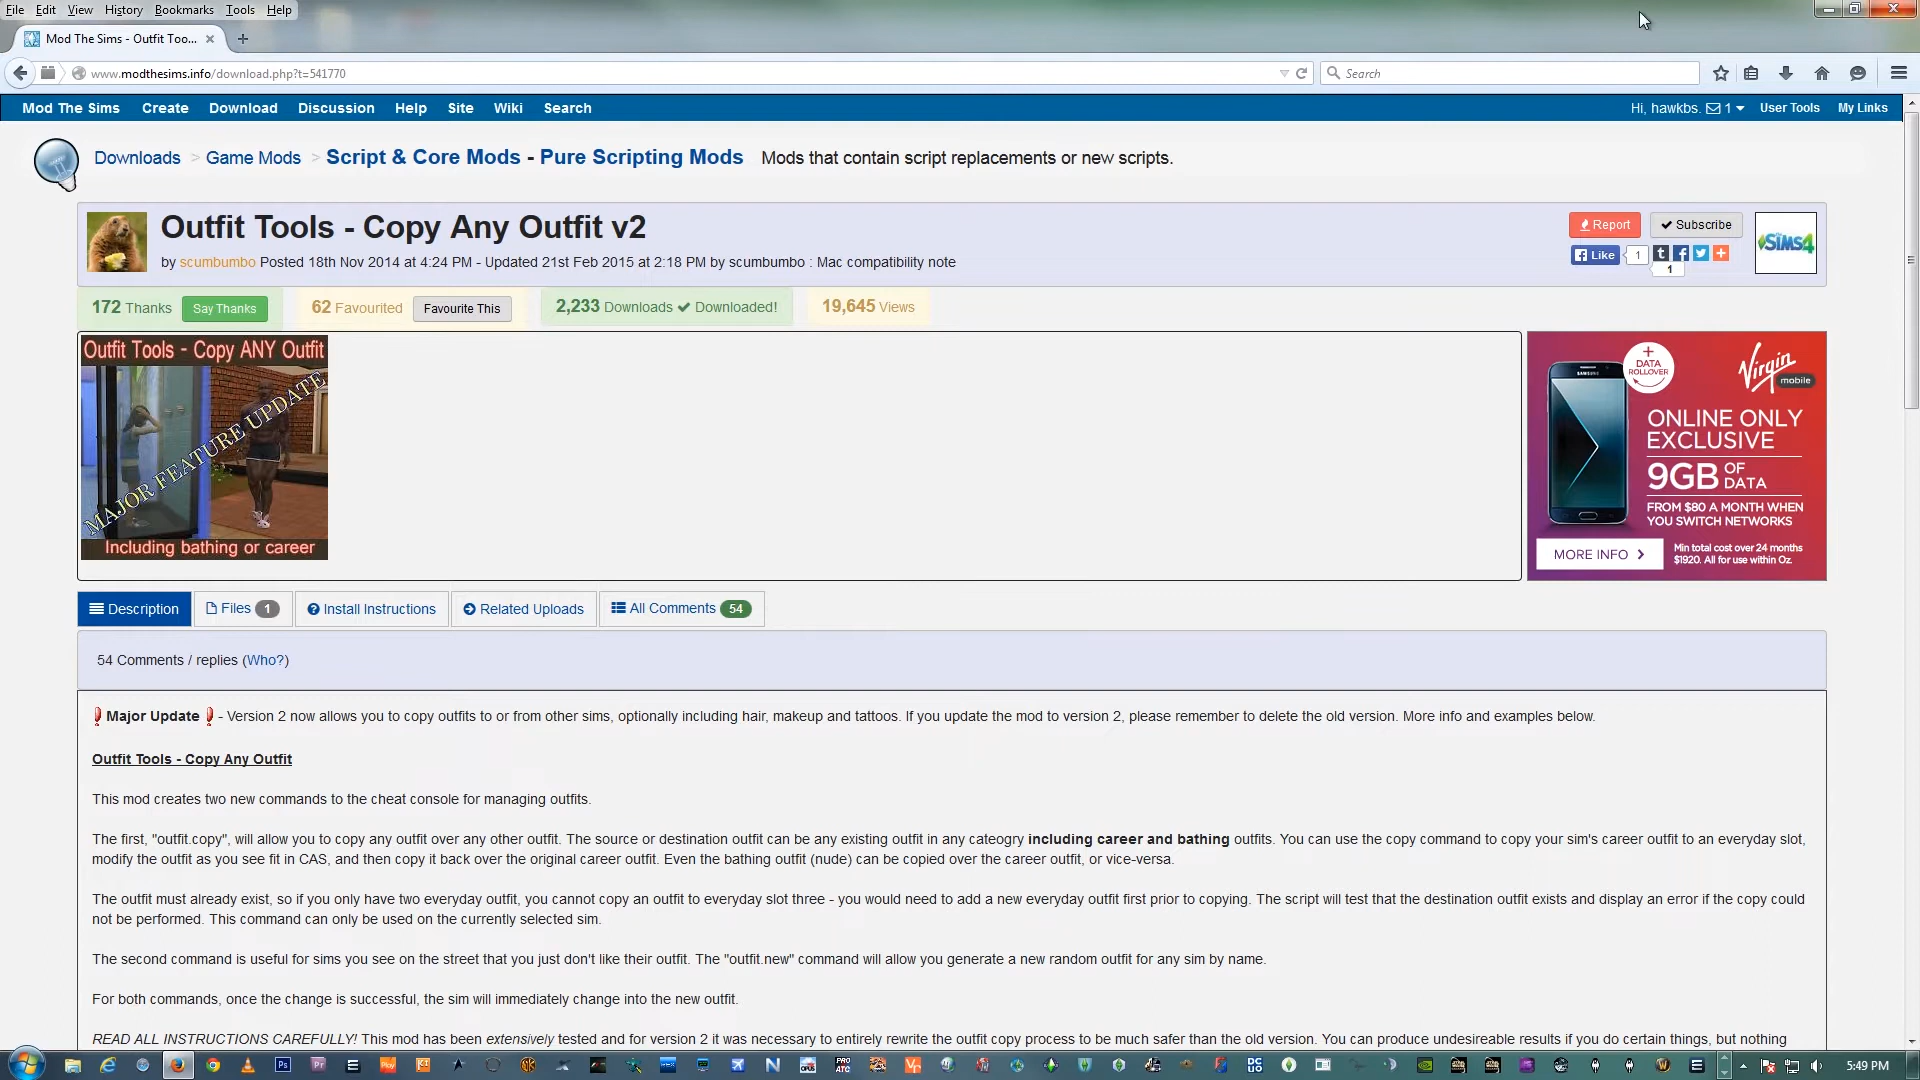 File Edit View History Bookmarks Tools Help
Mod The Sims - Outfit Too...
www.modthesims.info/download.php?t=541770
Search
Mod The Sims Create Download Discussion Help Site Wiki Search
Hi, hawkbs. 1 User Tools My Links
Downloads > Game Mods > Script & Core Mods - Pure Scripting Mods Mods that contain script replacements or new scripts.
Outfit Tools - Copy Any Outfit v2
by scumbumbo Posted 18th Nov 2014 at 4:24 PM - Updated 21st Feb 2015 at 2:18 PM by scumbumbo : Mac compatibility note
Report Subscribe
Like 1
1
SIMS4
172 Thanks Say Thanks 62 Favourited Favourite This 2,233 Downloads Downloaded! 19,645 Views
Outfit Tools - Copy ANY Outfit
MAJOR FEATURE UPDATE
Including bathing or career
SAMSUNG
+ DATA ROLLOVER
Virgin mobile
ONLINE ONLY
EXCLUSIVE
9GB OF DATA
FROM $80 A MONTH WHEN
YOU SWITCH NETWORKS
MORE INFO >
Min total cost over 24 months
$1920. All for use within Oz.
Description Files 1 Install Instructions Related Uploads All Comments 54
54 Comments / replies (Who?)
Major Update - Version 2 now allows you to copy outfits to or from other sims, optionally including hair, makeup and tattoos. If you update the mod to version 2, please remember to delete the old version. More info and examples below.
Outfit Tools - Copy Any Outfit
This mod creates two new commands to the cheat console for managing outfits.
The first, "outfit.copy", will allow you to copy any outfit over any other outfit. The source or destination outfit can be any existing outfit in any cateogry including career and bathing outfits. You can use the copy command to copy your sim's career outfit to an everyday slot,
modify the outfit as you see fit in CAS, and then copy it back over the original career outfit. Even the bathing outfit (nude) can be copied over the career outfit, or vice-versa.
The outfit must already exist, so if you only have two everyday outfit, you cannot copy an outfit to everyday slot three - you would need to add a new everyday outfit first prior to copying. The script will test that the destination outfit exists and display an error if the copy could
not be performed. This command can only be used on the currently selected sim.
The second command is useful for sims you see on the street that you just don't like their outfit. The "outfit.new" command will allow you generate a new random outfit for any sim by name.
For both commands, once the change is successful, the sim will immediately change into the new outfit.
READ ALL INSTRUCTIONS CAREFULLY! This mod has been extensively tested and for version 2 it was necessary to entirely rewrite the outfit copy process to be much safer than the old version. You can produce undesireable results if you do certain things, but nothing
5:49 PM